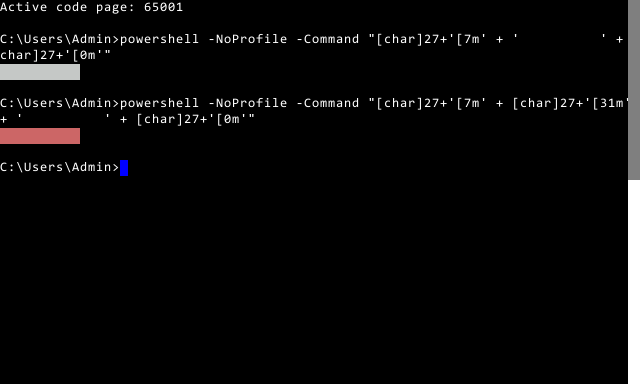 Active code page: 65001
C:\Users\Admin>powershell -NoProfile -Command "[char]27+'[7m' + '          ' +
char]27+'[0m'"
C:\Users\Admin>powershell -NoProfile -Command "[char]27+'[7m' + [char]27+'[31m'
+ '          ' + [char]27+'[0m'"
C:\Users\Admin>